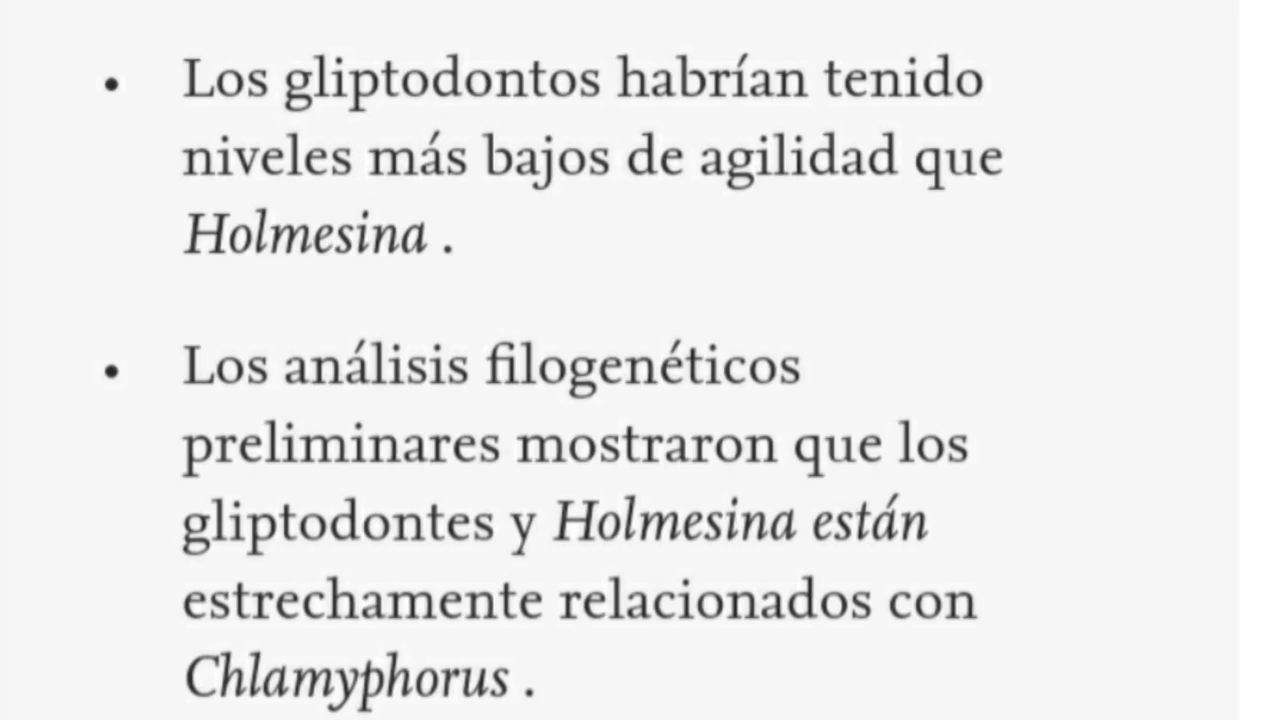 • Los gliptodontos habrían tenido
niveles más bajos de agilidad que
Holmesina .
• Los análisis filogenéticos
preliminares mostraron que los
gliptodontes y Holmesina están
estrechamente relacionados con
Chlamyphorus .